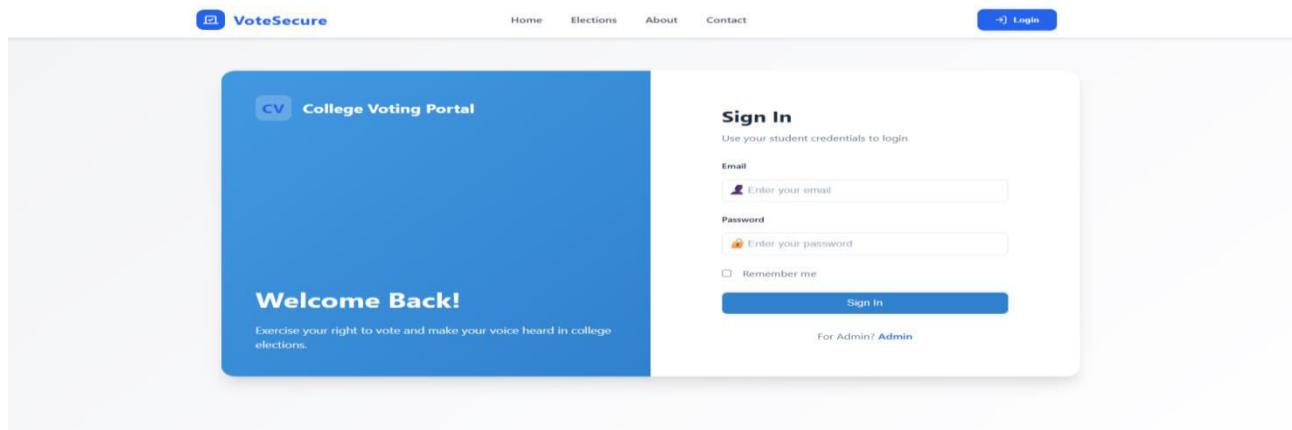 VoteSecure
Home Elections About Contact
Login
CV College Voting Portal
Welcome Back!
Exercise your right to vote and make your voice heard in college
elections.
Sign In
Use your student credentials to login
Email
Enter your email
Password
Enter your password
Remember me
Sign In
For Admin? Admin